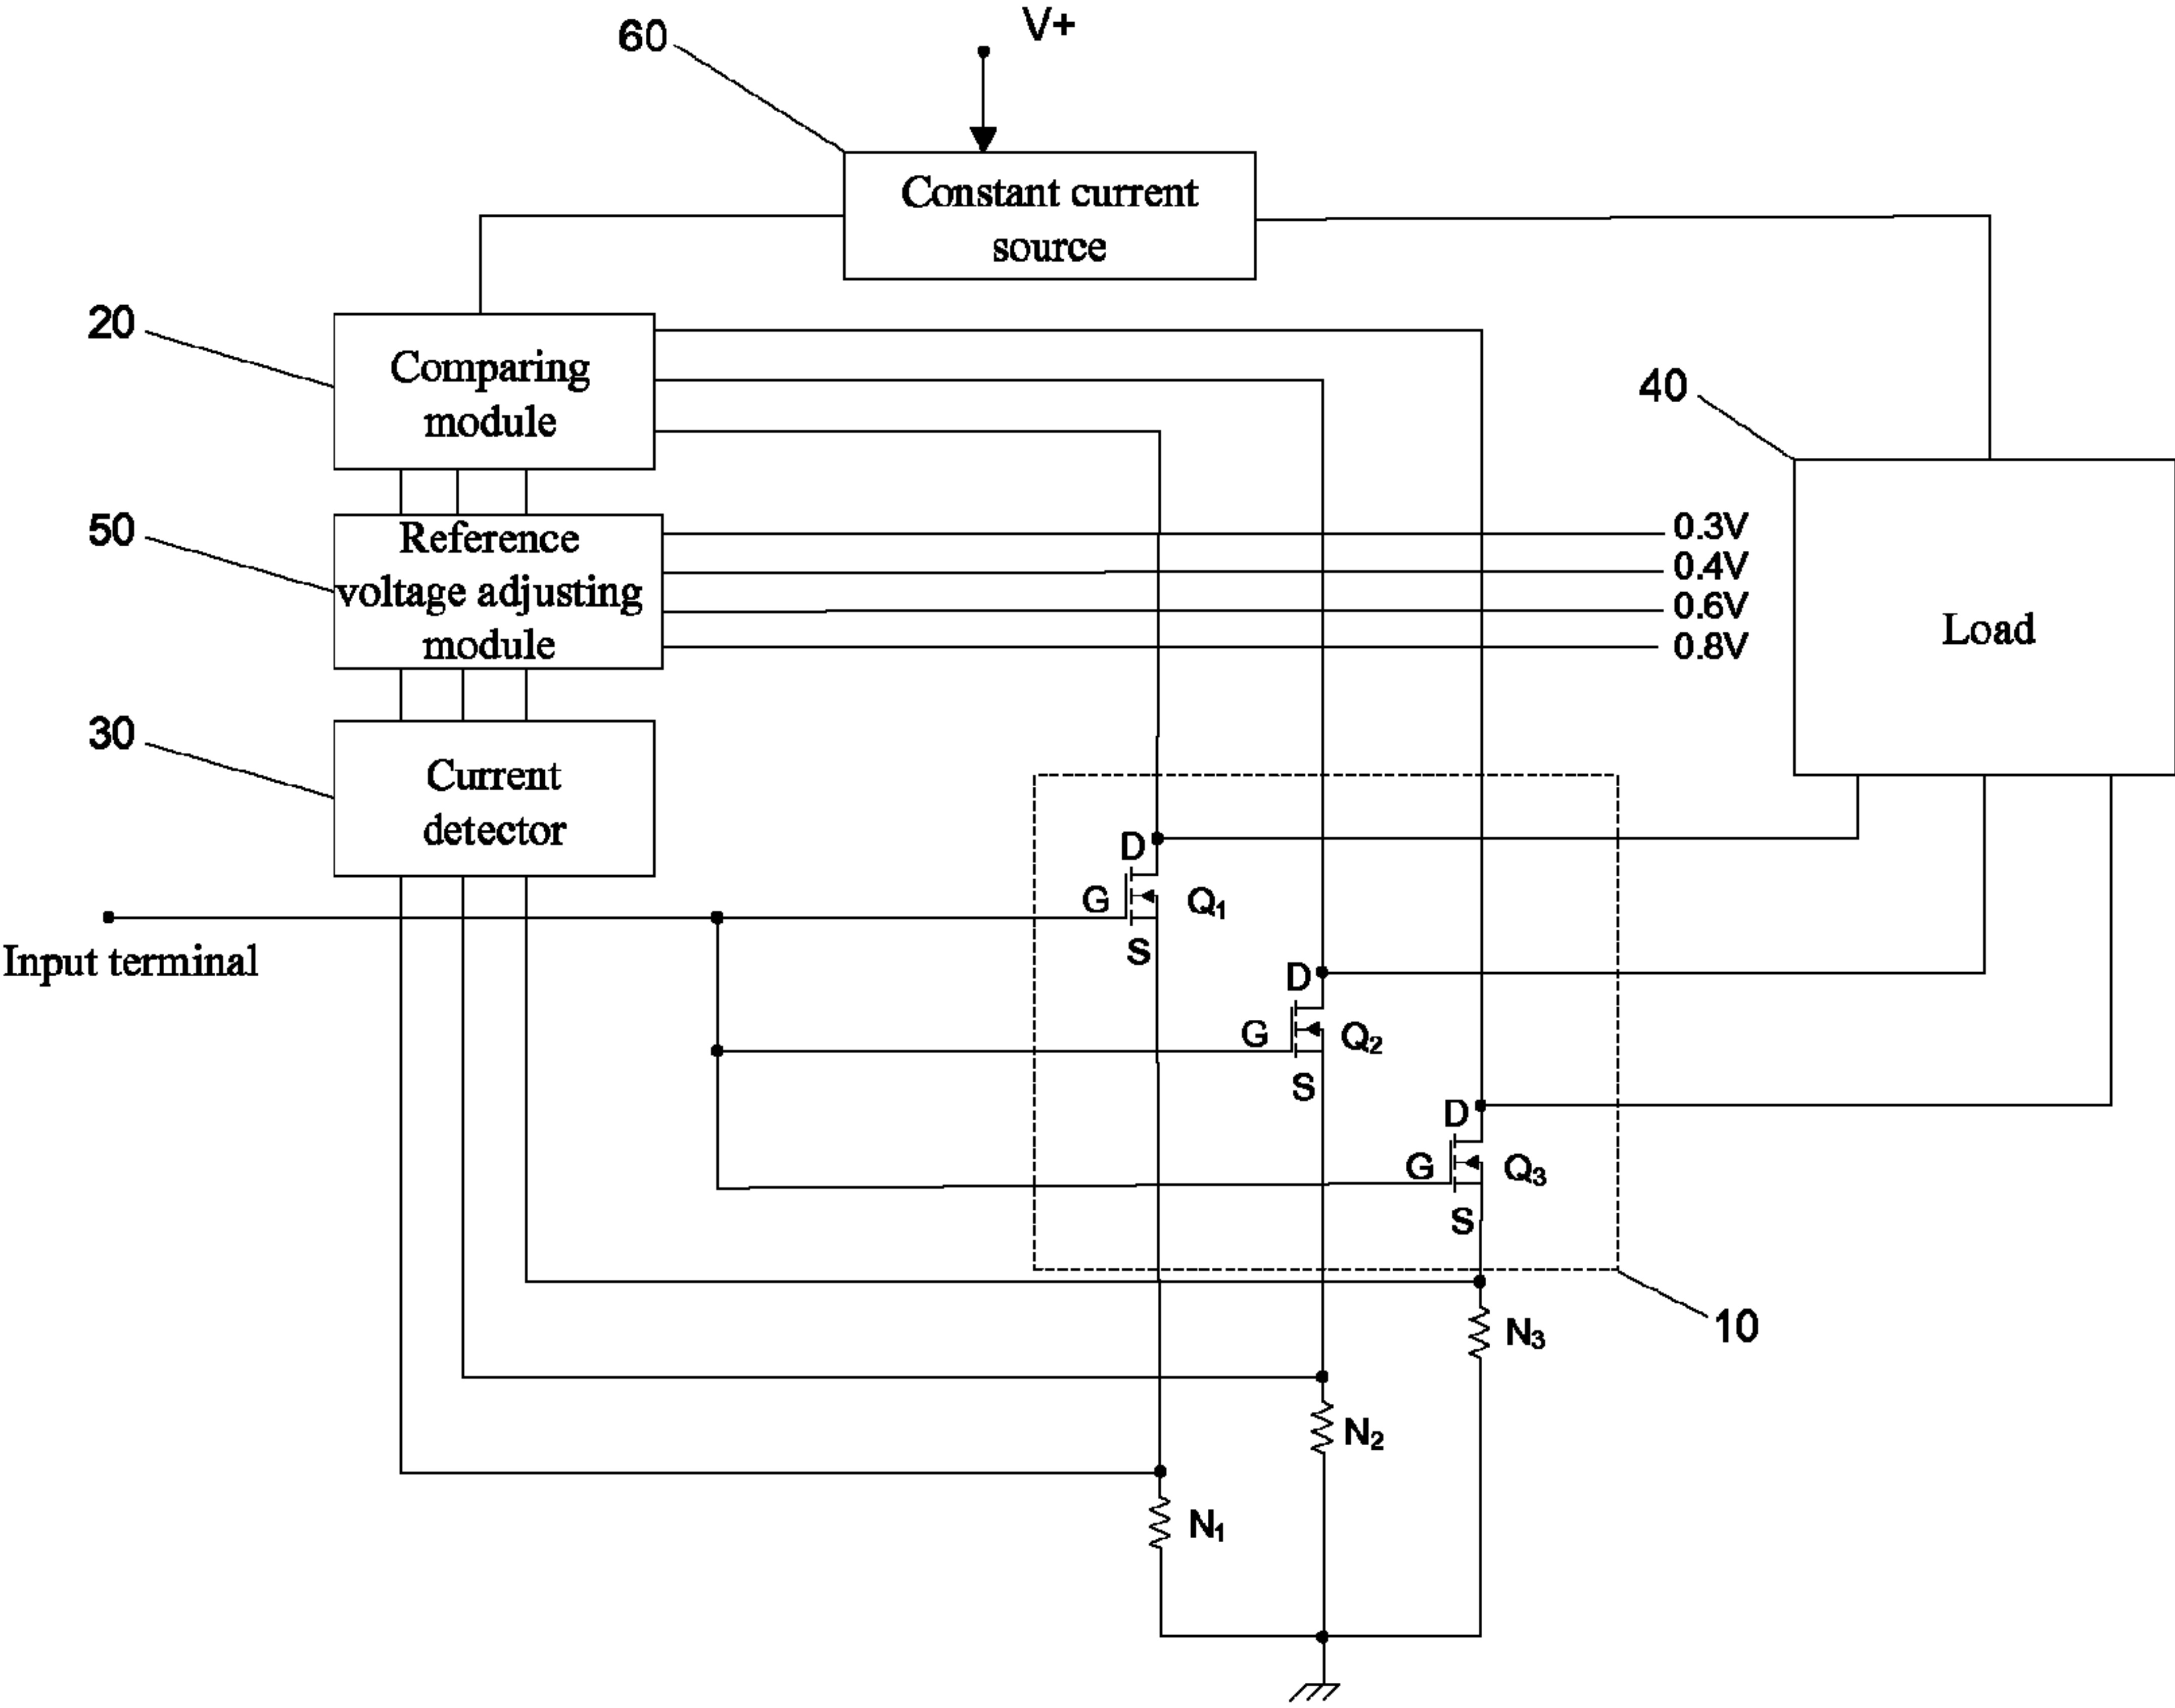 V+
60
Constant current
source
20
Comparing
module
40
50
Reference
voltage adjusting
module
0.3V
0.4V
0.6V
0.8V
Load
30
Current
detector
D
G
Q1
S
Input terminal
D
G
Q2
S
D
G
Q3
S
10
N3
N2
N1